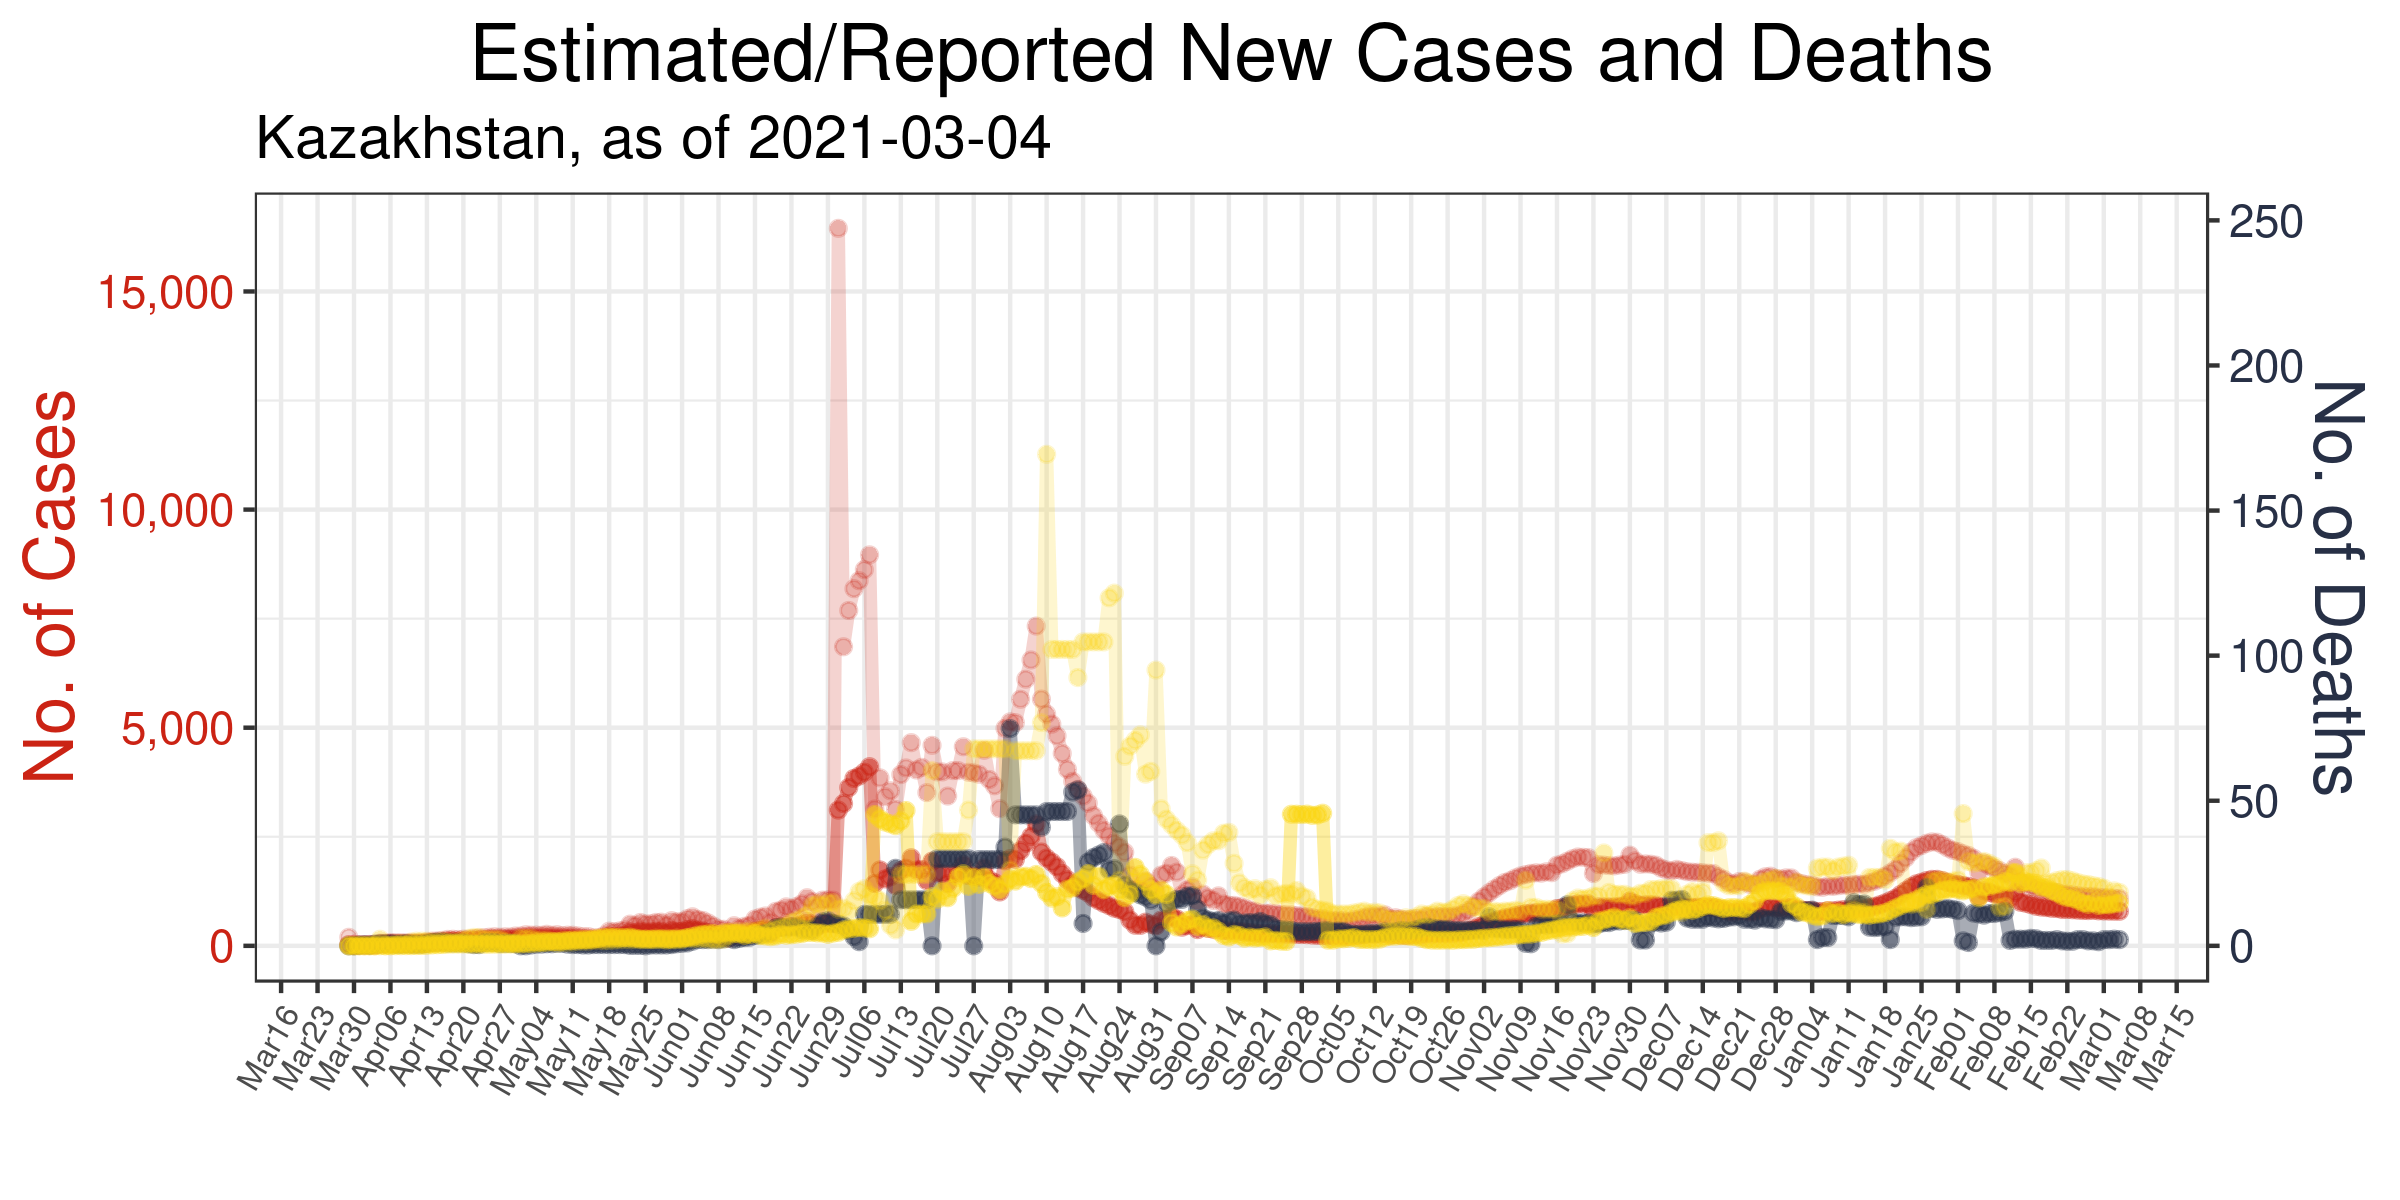 Estimated/Reported New Cases and Deaths
Kazakhstan, as of 2021-03-04
No. of Cases
15,000
10,000
5,000
0
250
200
150
100
50
0
No. of Deaths
Mar16
Mar23
Mar30
Apr06
Apr13
Apr20
Apr27
May04
May11
May18
May25
Jun01
Jun08
Jun15
Jun22
Jun29
Jul06
Jul13
Jul20
Jul27
Aug03
Aug10
Aug17
Aug24
Aug31
Sep07
Sep14
Sep21
Sep28
Oct05
Oct12
Oct19
Oct26
Nov02
Nov09
Nov16
Nov23
Nov30
Dec07
Dec14
Dec21
Dec28
Jan04
Jan11
Jan18
Jan25
Feb01
Feb08
Feb15
Feb22
Mar01
Mar08
Mar15